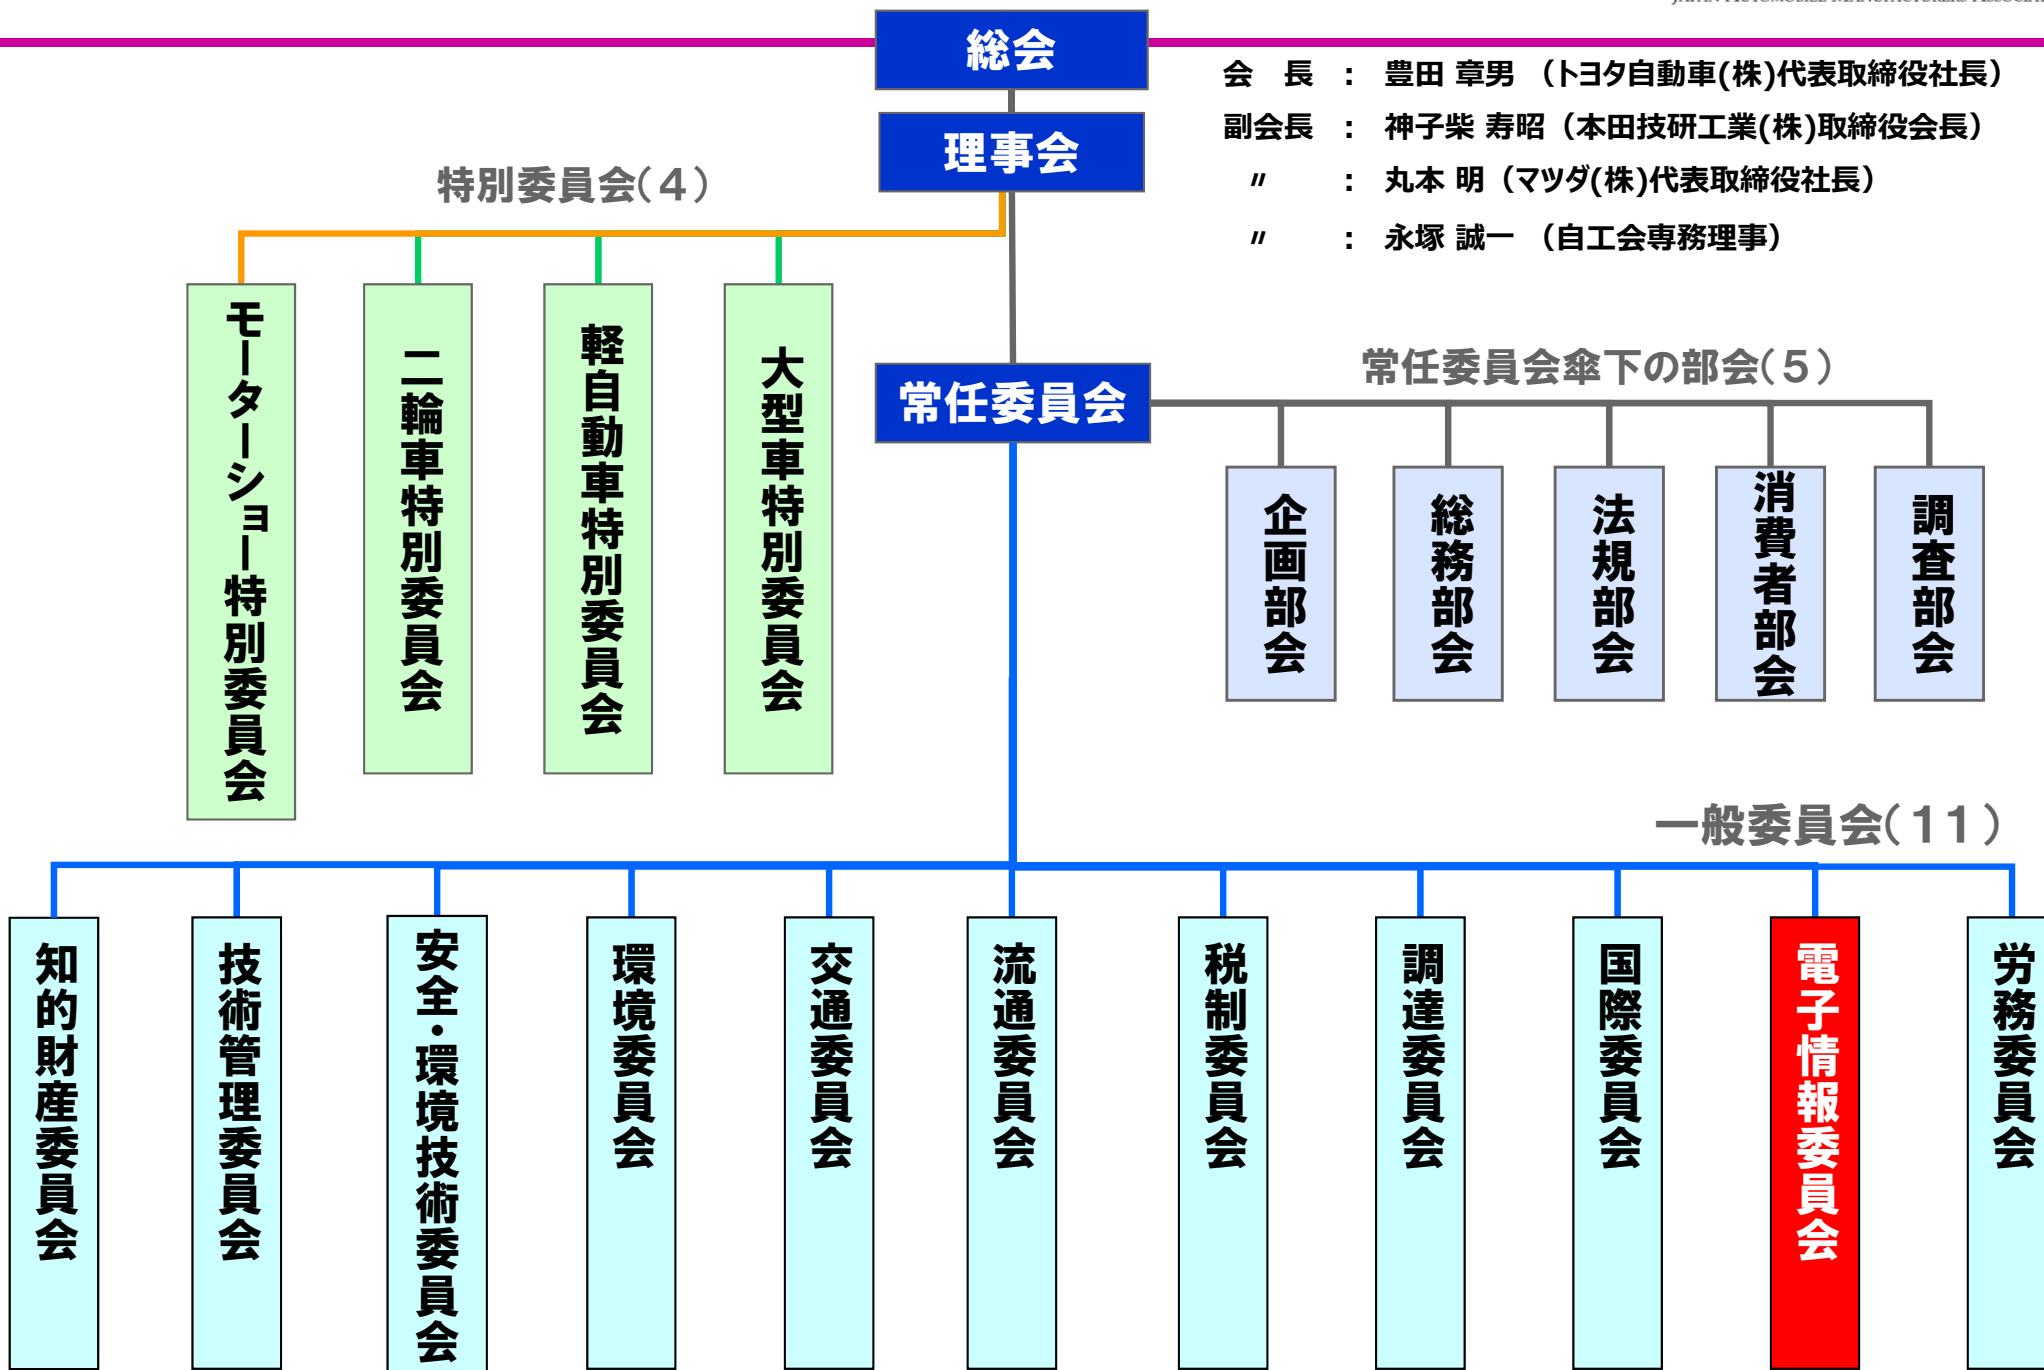 JAPAN AUTOMOBILE MANUFACTURERS ASSOCIAT
総会
会 長 : 豊田 章男 （トヨタ自動車(株)代表取締役社長）
副会長 : 神子柴 寿昭（本田技研工業(株)取締役会長）
〃 : 丸本 明（マツダ(株)代表取締役社長）
〃 : 永塚 誠一 （自工会専務理事）
理事会
特別委員会(４)
モーターショー特別委員会
二輪車特別委員会
軽自動車特別委員会
大型車特別委員会
常任委員会
常任委員会傘下の部会(５)
企画部会
総務部会
法規部会
消費者部会
調査部会
一般委員会(１１)
知的財産委員会
技術管理委員会
安全・環境技術委員会
環境委員会
交通委員会
流通委員会
税制委員会
調達委員会
国際委員会
電子情報委員会
労務委員会